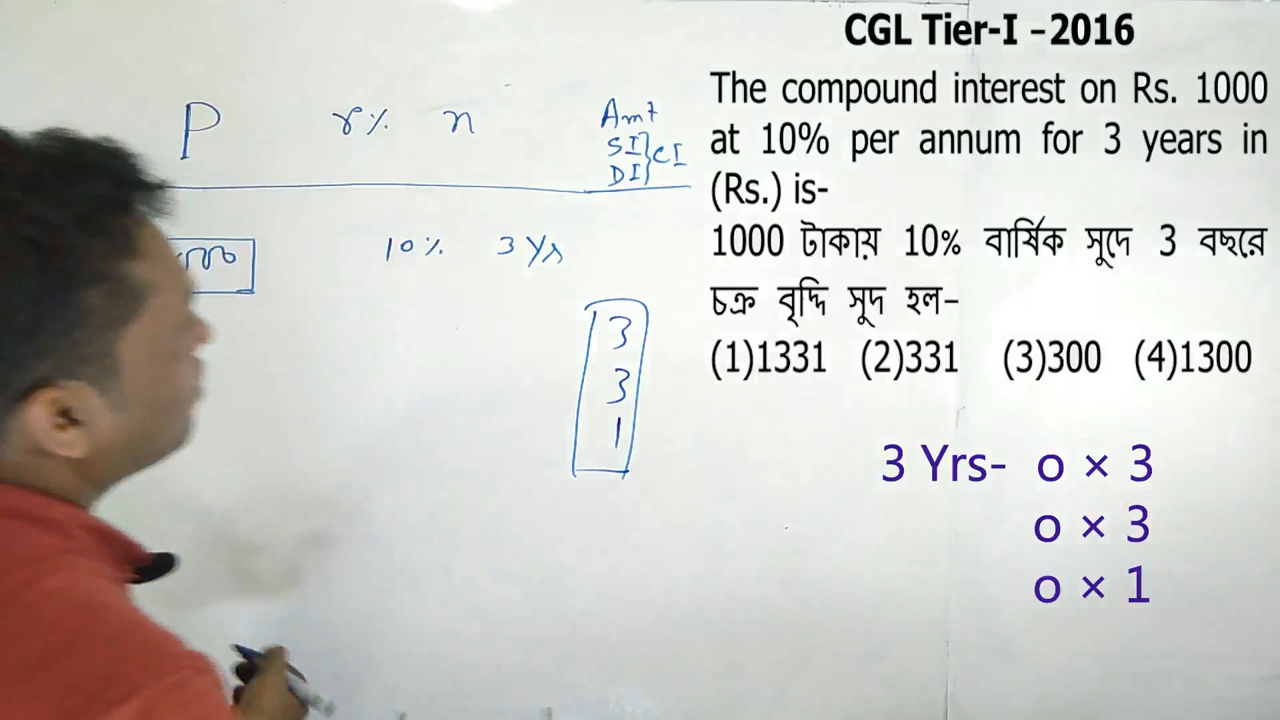 CGL Tier-I -2016
The compound interest on Rs. 1000
at 10% per annum for 3 years in
(Rs.) is-
1000 টাকায় 10% বার্ষিক সুদে 3 বছরে
চক্র বৃদ্দি সুদ হল-
(1)1331 (2)331 (3)300 (4)1300
3 Yrs- o × 3
o × 3
o × 1
P r% n Amt
SI
DI
CI
10% 3 Yr
3
3
1